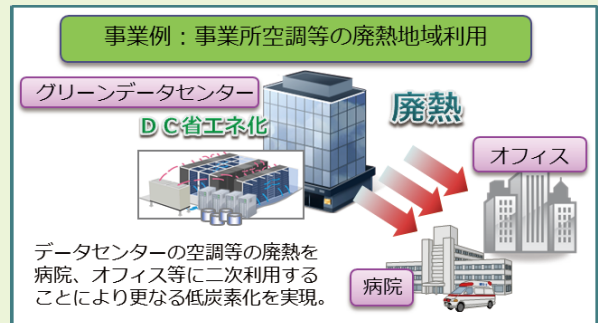 事業例：事業所空調等の廃熱地域利用
グリーンデータセンター
ＤＣ省エネ化
廃熱
オフィス
データセンターの空調等の廃熱を
病院、オフィス等に二次利用する
ことにより更なる低炭素化を実現。
病院